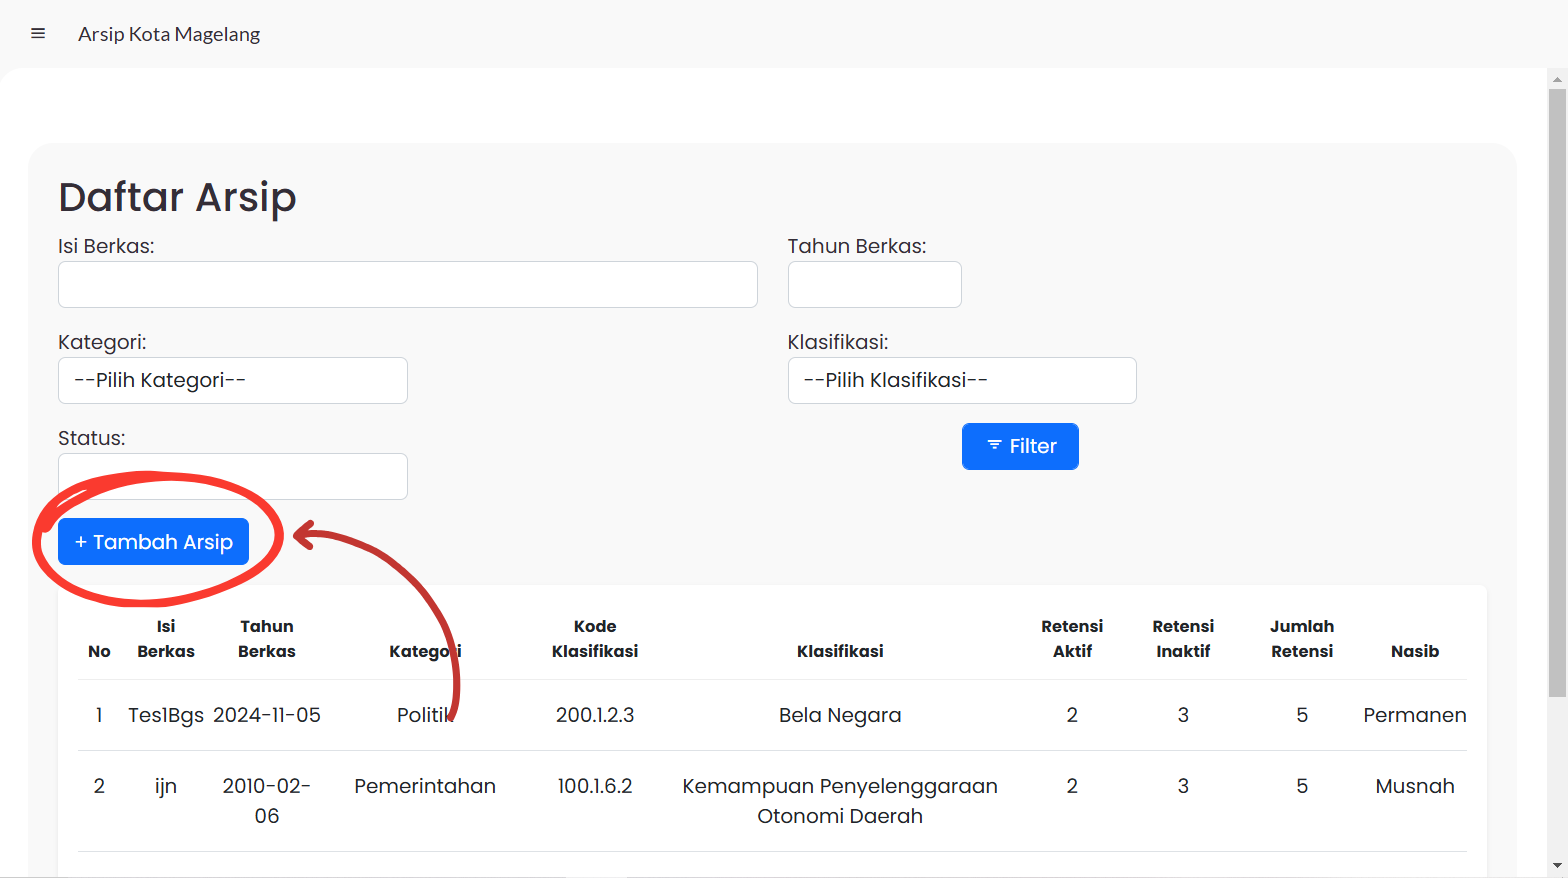 Arsip Kota Magelang
Daftar Arsip
Isi Berkas:
Tahun Berkas:
Kategori:
--Pilih Kategori--
Klasifikasi:
--Pilih Klasifikasi--
Status:
Filter
+ Tambah Arsip
No Isi Berkas Tahun Berkas Kategori Kode Klasifikasi Klasifikasi Retensi Aktif Retensi Inaktif Jumlah Retensi Nasib
1 Tes1Bgs 2024-11-05 Politik 200.1.2.3 Bela Negara 2 3 5 Permanen
2 ijn 2010-02-06 Pemerintahan 100.1.6.2 Kemampuan Penyelenggaraan Otonomi Daerah 2 3 5 Musnah